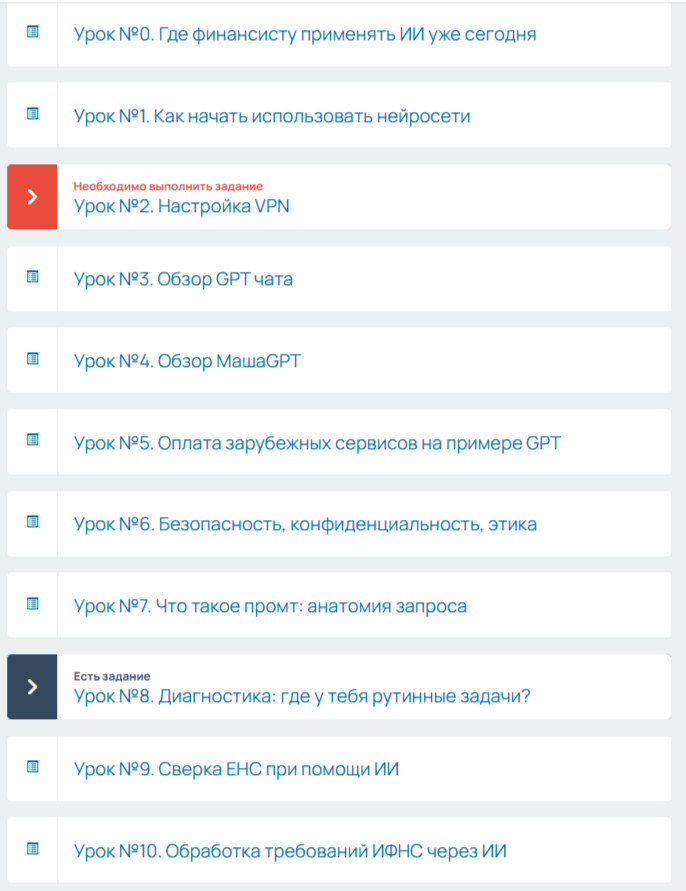 Урок №0. Где финансисту применять ИИ уже сегодня
Урок №1. Как начать использовать нейросети
Необходимо выполнить задание
Урок №2. Настройка VPN
Урок №3. Обзор GPT чата
Урок №4. Обзор МашаGPT
Урок №5. Оплата зарубежных сервисов на примере GPT
Урок №6. Безопасность, конфиденциальность, этика
Урок №7. Что такое промт: анатомия запроса
Есть задание
Урок №8. Диагностика: где у тебя рутинные задачи?
Урок №9. Сверка ЕНС при помощи ИИ
Урок №10. Обработка требований ИФНС через ИИ